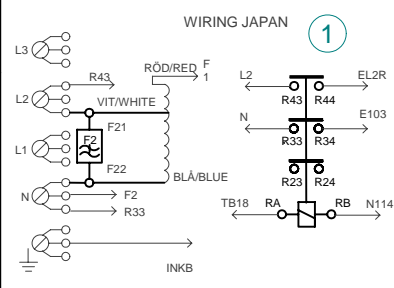 WIRING JAPAN
1
L3
R43
RÖD/RED
F
1
L2
VIT/WHITE
F21
F2
L1
F22
BLÅ/BLUE
N
F2
R33
INKB
L2
EL2R
R43 R44
N
E103
R33 R34
R23 R24
TB18
RA
RB
N114